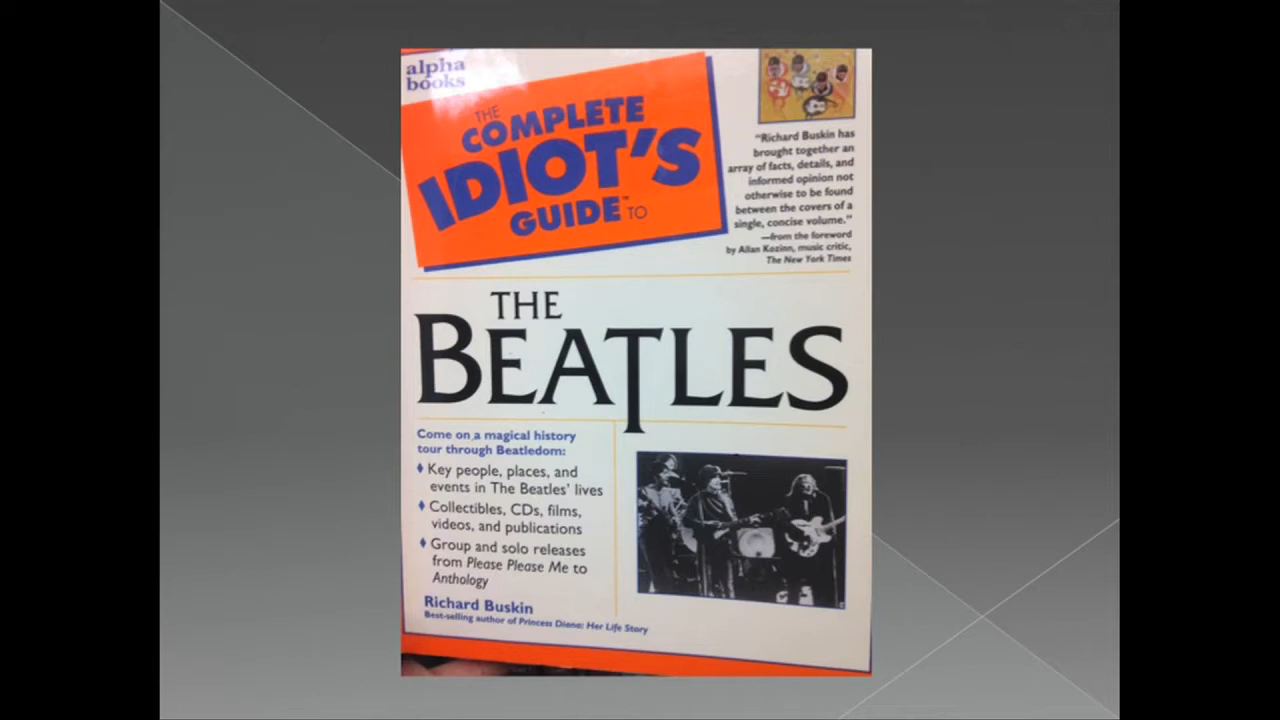 alpha
books
THE
COMPLETE
IDIOT'S
GUIDE™ TO
"Richard Buskin has
brought together an
array of facts, details, and
informed opinion not
otherwise to be found
between the covers of a
single, concise volume."
—from the foreword
by Allan Kozinn, music critic,
The New York Times
THE
BEATLES
Come on a magical history
tour through Beatledom:
♦ Key people, places, and
events in The Beatles' lives
♦ Collectibles, CDs, films,
videos, and publications
♦ Group and solo releases
from Please Please Me to
Anthology
Richard Buskin
Best-selling author of Princess Diana: Her Life Story